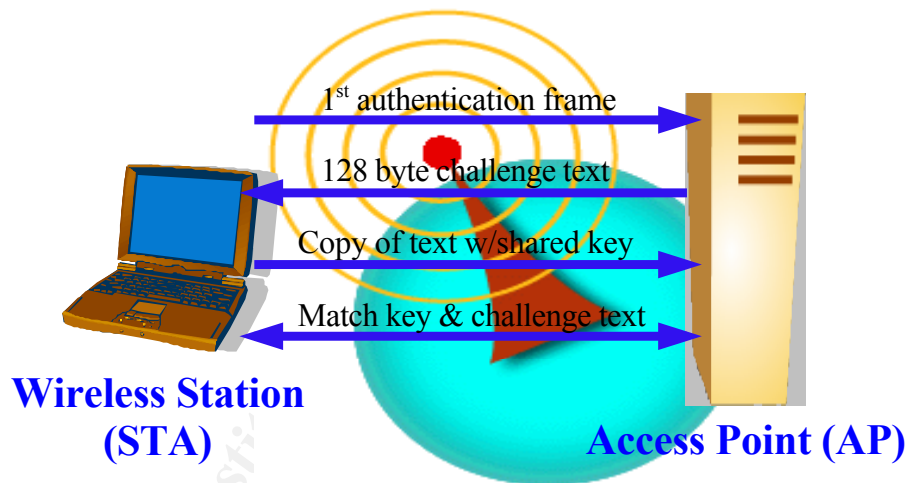 1st authentication frame
128 byte challenge text
Copy of text w/shared key
Match key & challenge text
Wireless Station
(STA)
Access Point (AP)